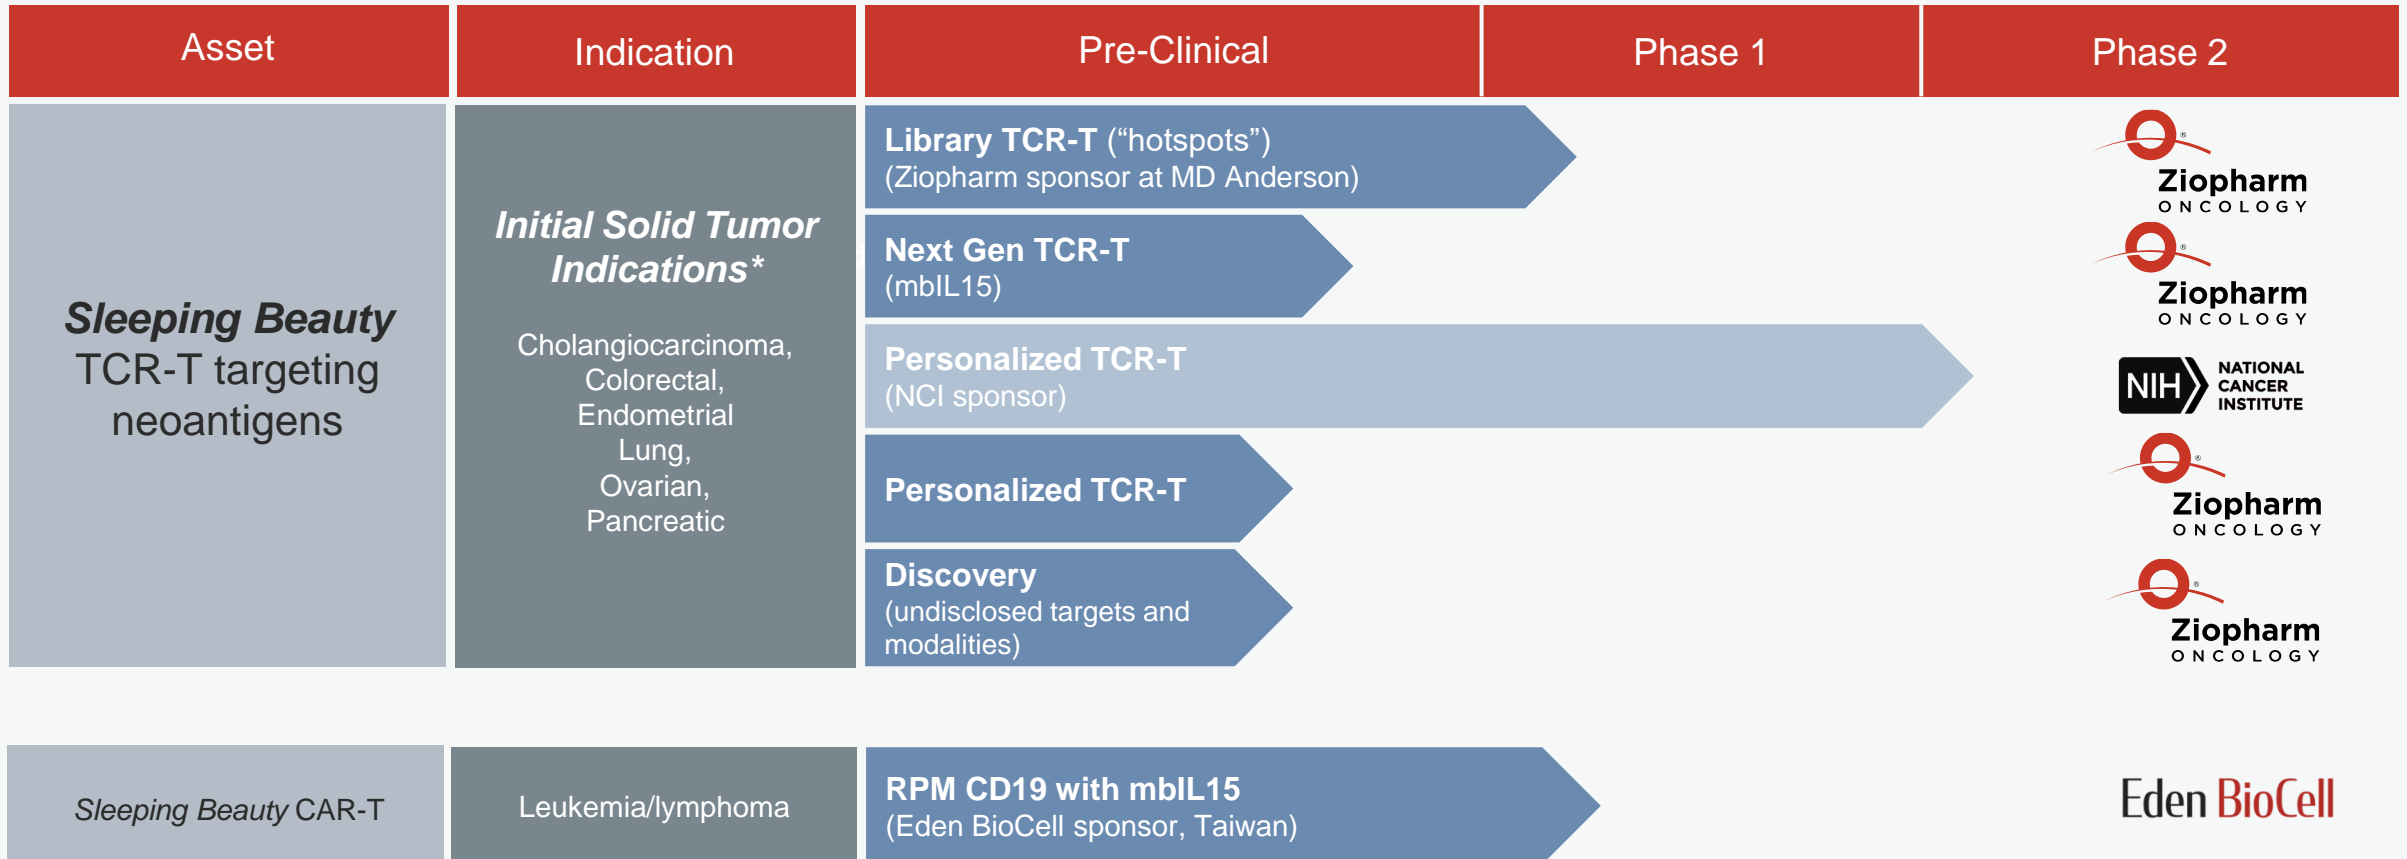 Asset
Indication
Pre-Clinical
Phase 1
Phase 2
Sleeping Beauty
TCR-T targeting
neoantigens
Initial Solid Tumor
Indications*
Cholangiocarcinoma,
Colorectal,
Endometrial
Lung,
Ovarian,
Pancreatic
Library TCR-T (“hotspots”)
(Ziopharm sponsor at MD Anderson)
Ziopharm
ONCOLOGY
Next Gen TCR-T
(mbIL15)
Ziopharm
ONCOLOGY
Personalized TCR-T
(NCI sponsor)
NIH
NATIONAL
CANCER
INSTITUTE
Personalized TCR-T
Ziopharm
ONCOLOGY
Discovery
(undisclosed targets and
modalities)
Ziopharm
ONCOLOGY
Sleeping Beauty CAR-T
Leukemia/lymphoma
RPM CD19 with mbIL15
(Eden BioCell sponsor, Taiwan)
Eden BioCell